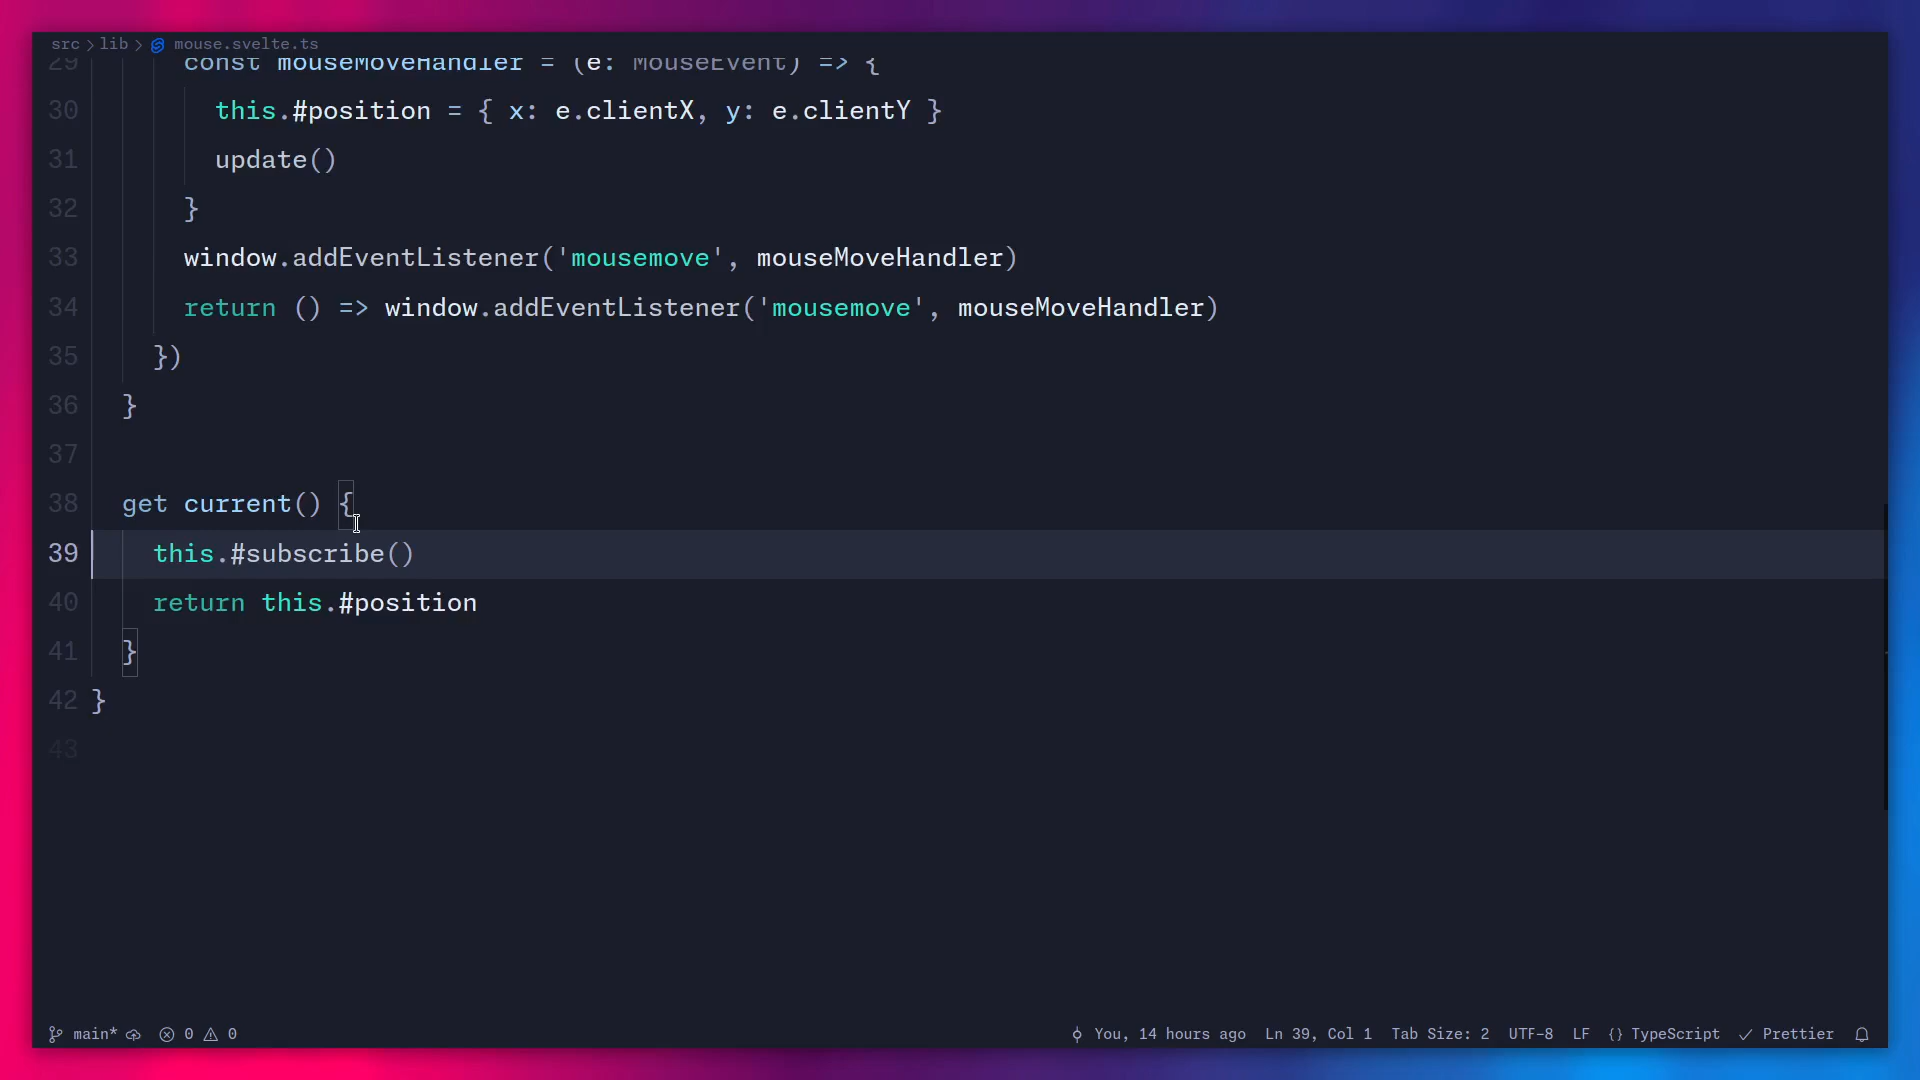 src > lib > mouse.svelte.ts
29 const mouseMoveHandler = (e: MouseEvent) => {
30 this.#position = { x: e.clientX, y: e.clientY }
31 update()
32 }
33 window.addEventListener('mousemove', mouseMoveHandler)
34 return () => window.addEventListener('mousemove', mouseMoveHandler)
35 })
36 }
37
38 get current() {
39 this.#subscribe()
40 return this.#position
41 }
42 }
43
main* 0 0 You, 14 hours ago Ln 39, Col 1 Tab Size: 2 UTF-8 LF {} TypeScript Prettier